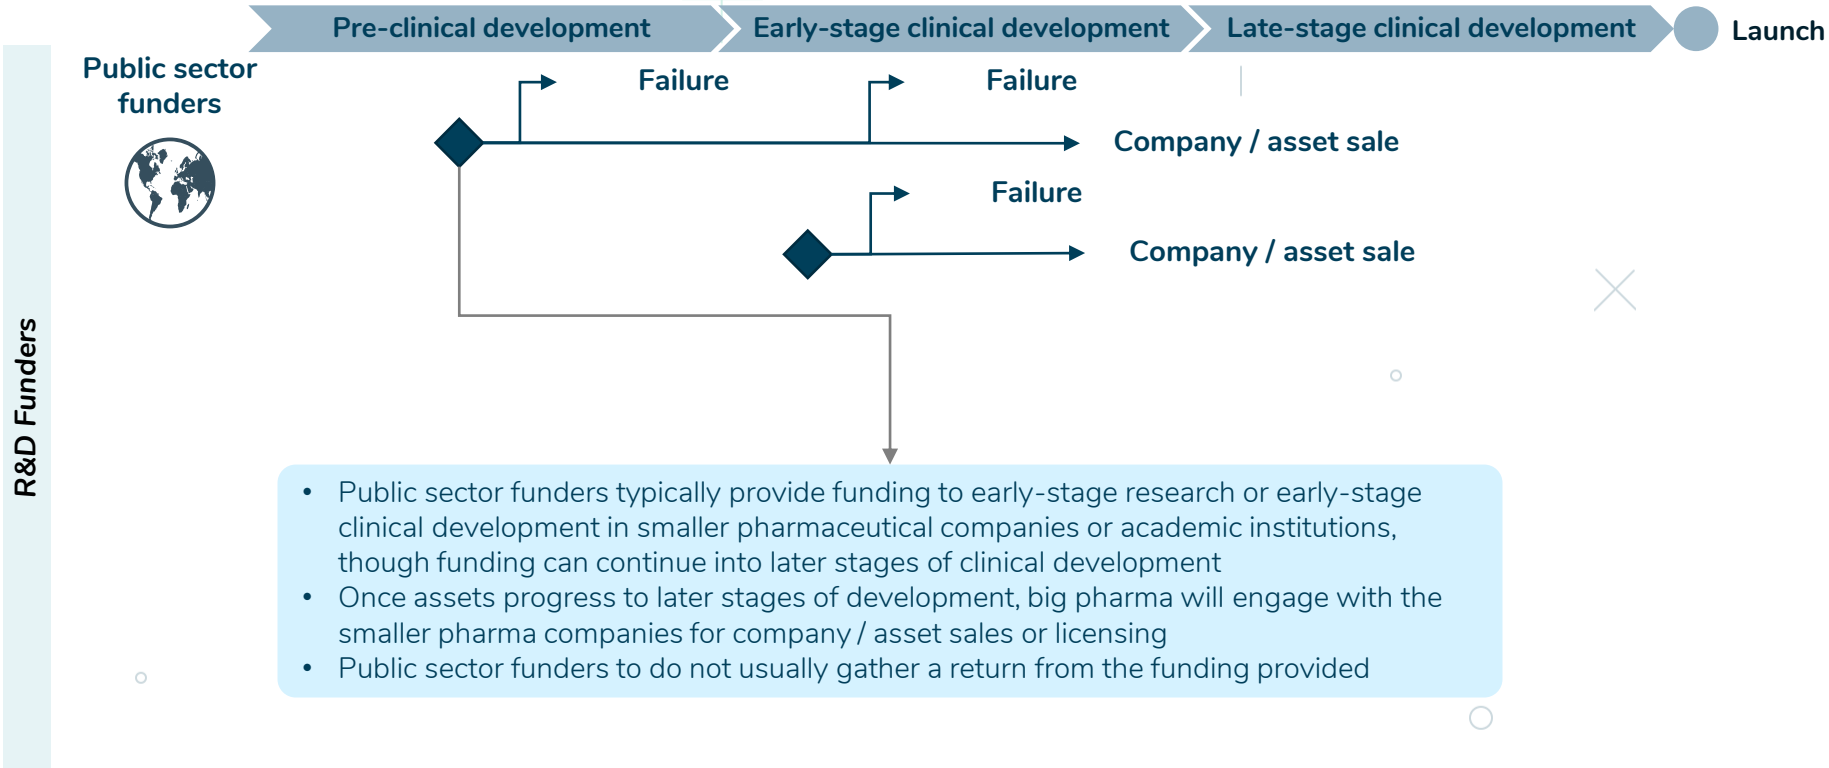 Pre-clinical development
Early-stage clinical development
Late-stage clinical development
Launch
Public sector
funders
Failure
Failure
Company / asset sale
Failure
Company / asset sale
R&D Funders
• Public sector funders typically provide funding to early-stage research or early-stage
clinical development in smaller pharmaceutical companies or academic institutions,
though funding can continue into later stages of clinical development
• Once assets progress to later stages of development, big pharma will engage with the
smaller pharma companies for company / asset sales or licensing
• Public sector funders to do not usually gather a return from the funding provided